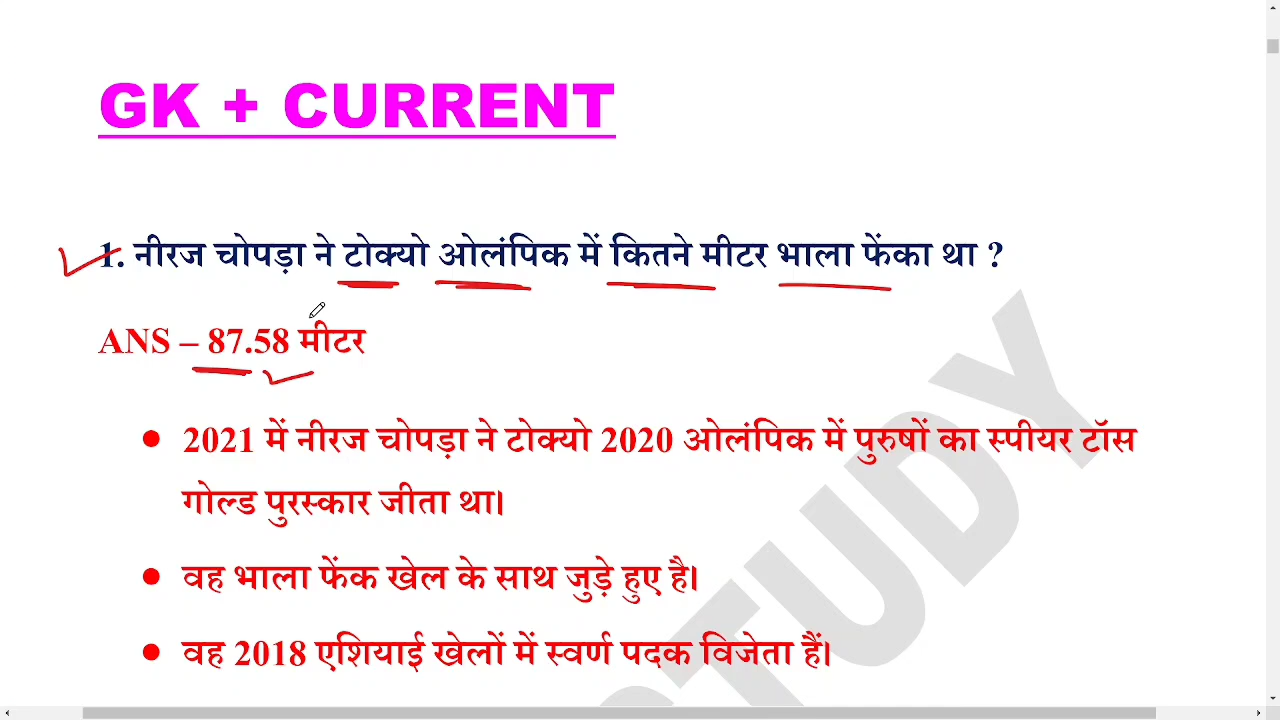 GK + CURRENT
1. नीरज चोपड़ा ने टोक्यो ओलंपिक में कितने मीटर भाला फेंका था ?
ANS – 87.58 मीटर
• 2021 में नीरज चोपड़ा ने टोक्यो 2020 ओलंपिक में पुरुषों का स्पीयर टॉस
गोल्ड पुरस्कार जीता था।
• वह भाला फेंक खेल के साथ जुड़े हुए है।
• वह 2018 एशियाई खेलों में स्वर्ण पदक विजेता हैं।
STUDY